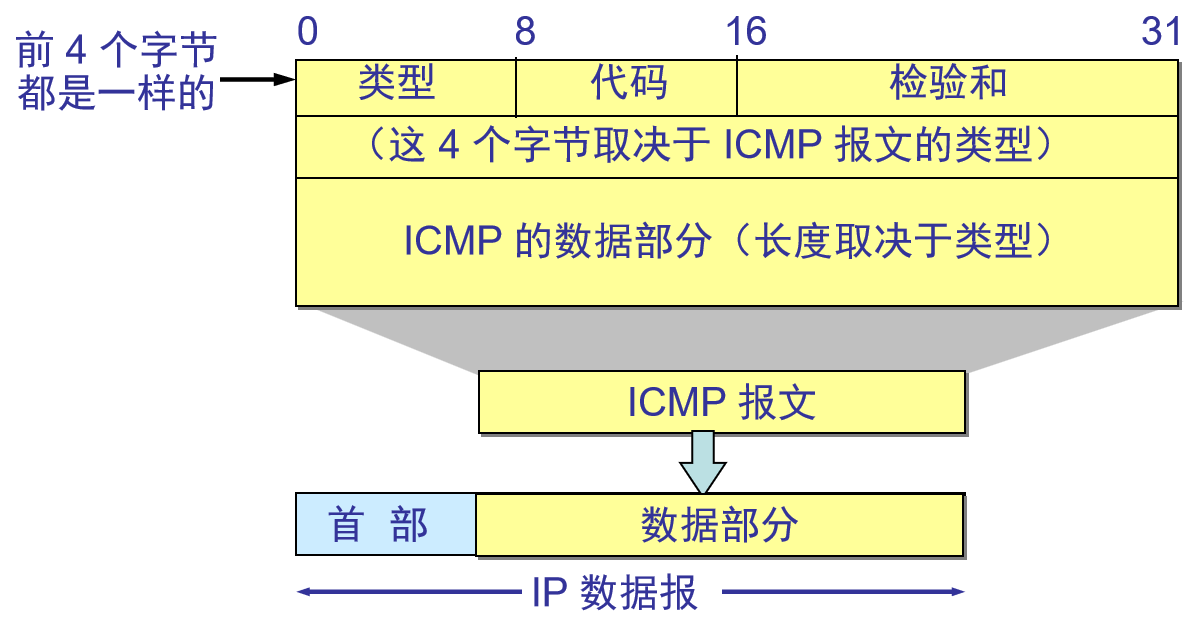 0 8 16 31
前 4 个字节
都是一样的
类型 代码 检验和
（这 4 个字节取决于 ICMP 报文的类型）
ICMP 的数据部分（长度取决于类型）
ICMP 报文
首 部 数据部分
IP 数据报